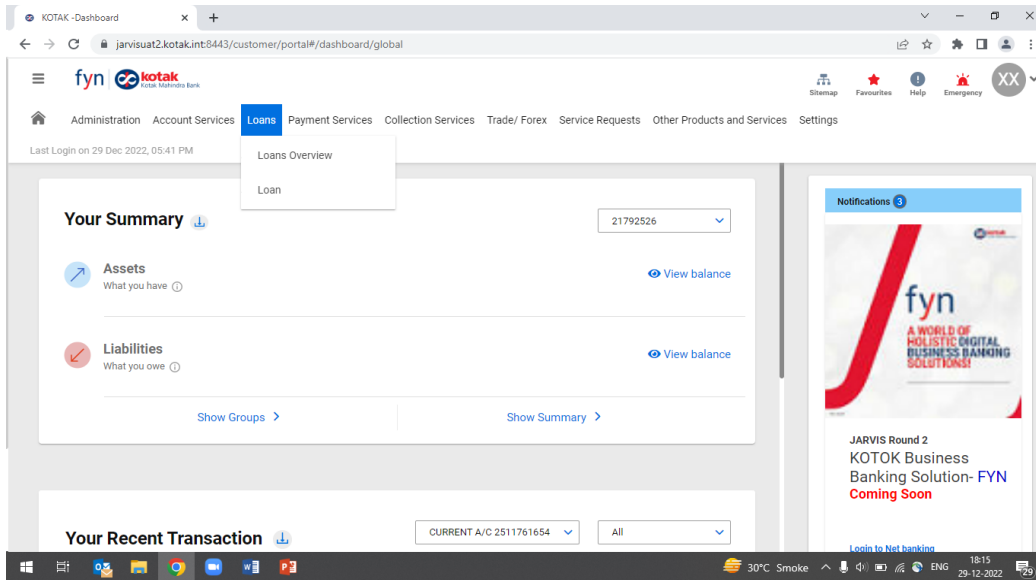 KOTAK -Dashboard
jarvisuat2.kotak.int:8443/customer/portal#/dashboard/global
fyn kotak
Kotak Mahindra Bank
Sitemap Favourites Help Emergency XX
Administration Account Services Loans Payment Services Collection Services Trade/ Forex Service Requests Other Products and Services Settings
Last Login on 29 Dec 2022, 05:41 PM
Loans Overview
Loan
Your Summary
21792526
Assets
What you have
View balance
Liabilities
What you owe
View balance
Show Groups
Show Summary
Your Recent Transaction
CURRENT A/C 2511761654
All
Notifications 3
kotak
fyn
A WORLD OF
HOLISTIC DIGITAL
BUSINESS BANKING
SOLUTIONS!
JARVIS Round 2
KOTOK Business
Banking Solution- FYN
Coming Soon
Login to Net banking
30°C Smoke
ENG
18:15
29-12-2022
29